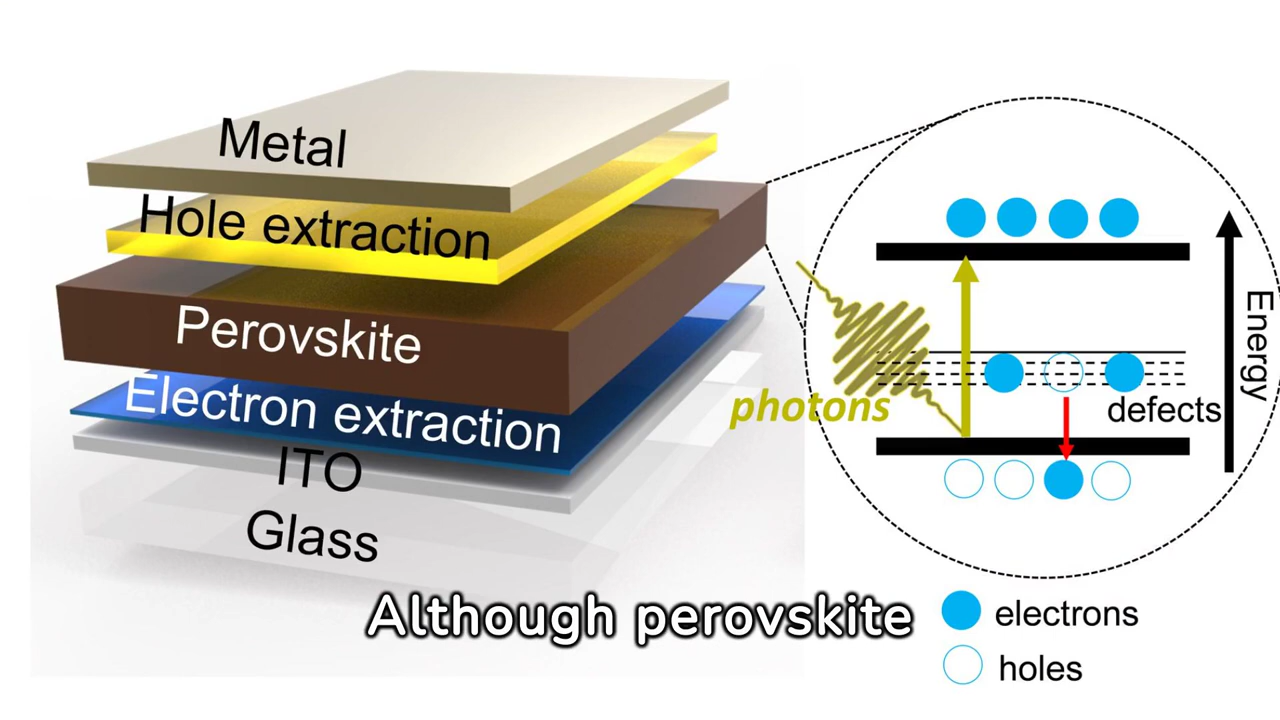 Metal
Hole extraction
Perovskite
Electron extraction
ITO
Glass
photons
defects
Energy
electrons
holes
Although perovskite